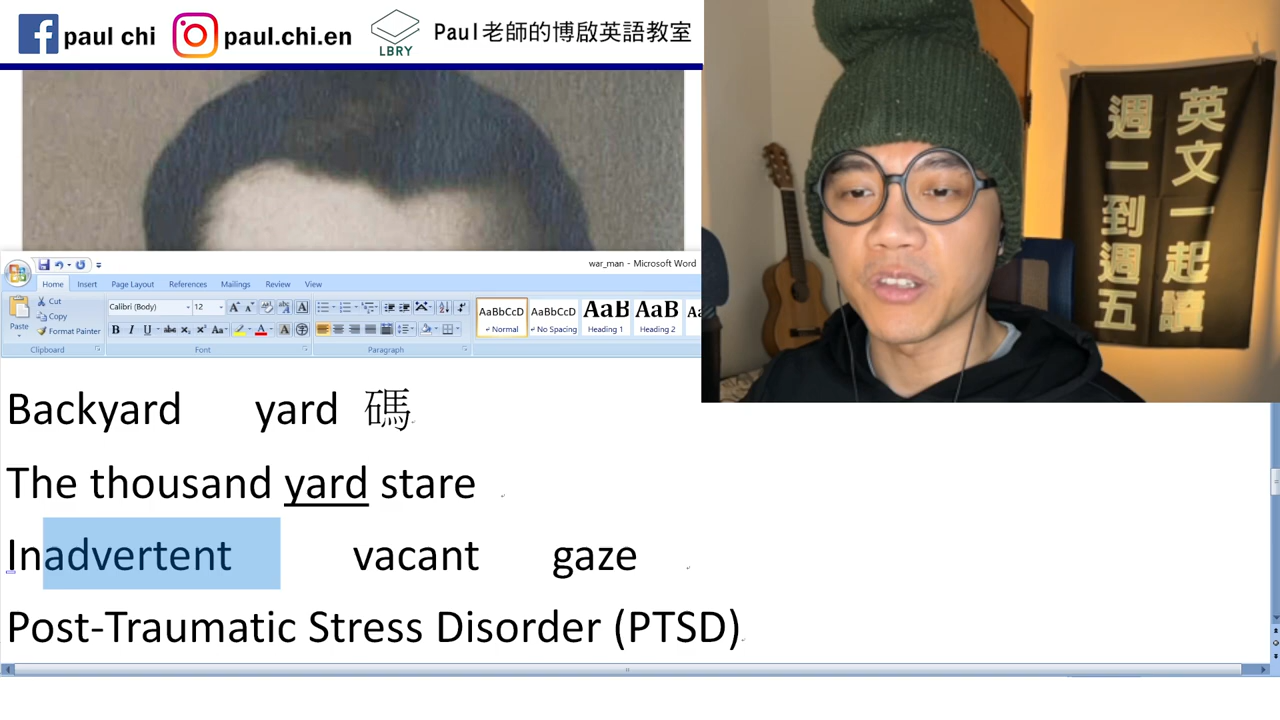 paul chi
paul.chi.en
LBRY
Paul老師的博啟英語教室
war_man - Microsoft Word
Home Insert Page Layout References Mailings Review View
Paste
Cut
Copy
Format Painter
Calibri (Body) 12
AaBbCcD AaBbCcD AaB AaB
Normal No Spacing Heading 1 Heading 2
Clipboard Font Paragraph
Backyard yard 碼
The thousand yard stare
Inadvertent vacant gaze
Post-Traumatic Stress Disorder (PTSD)
英文一起讀
週一到週五